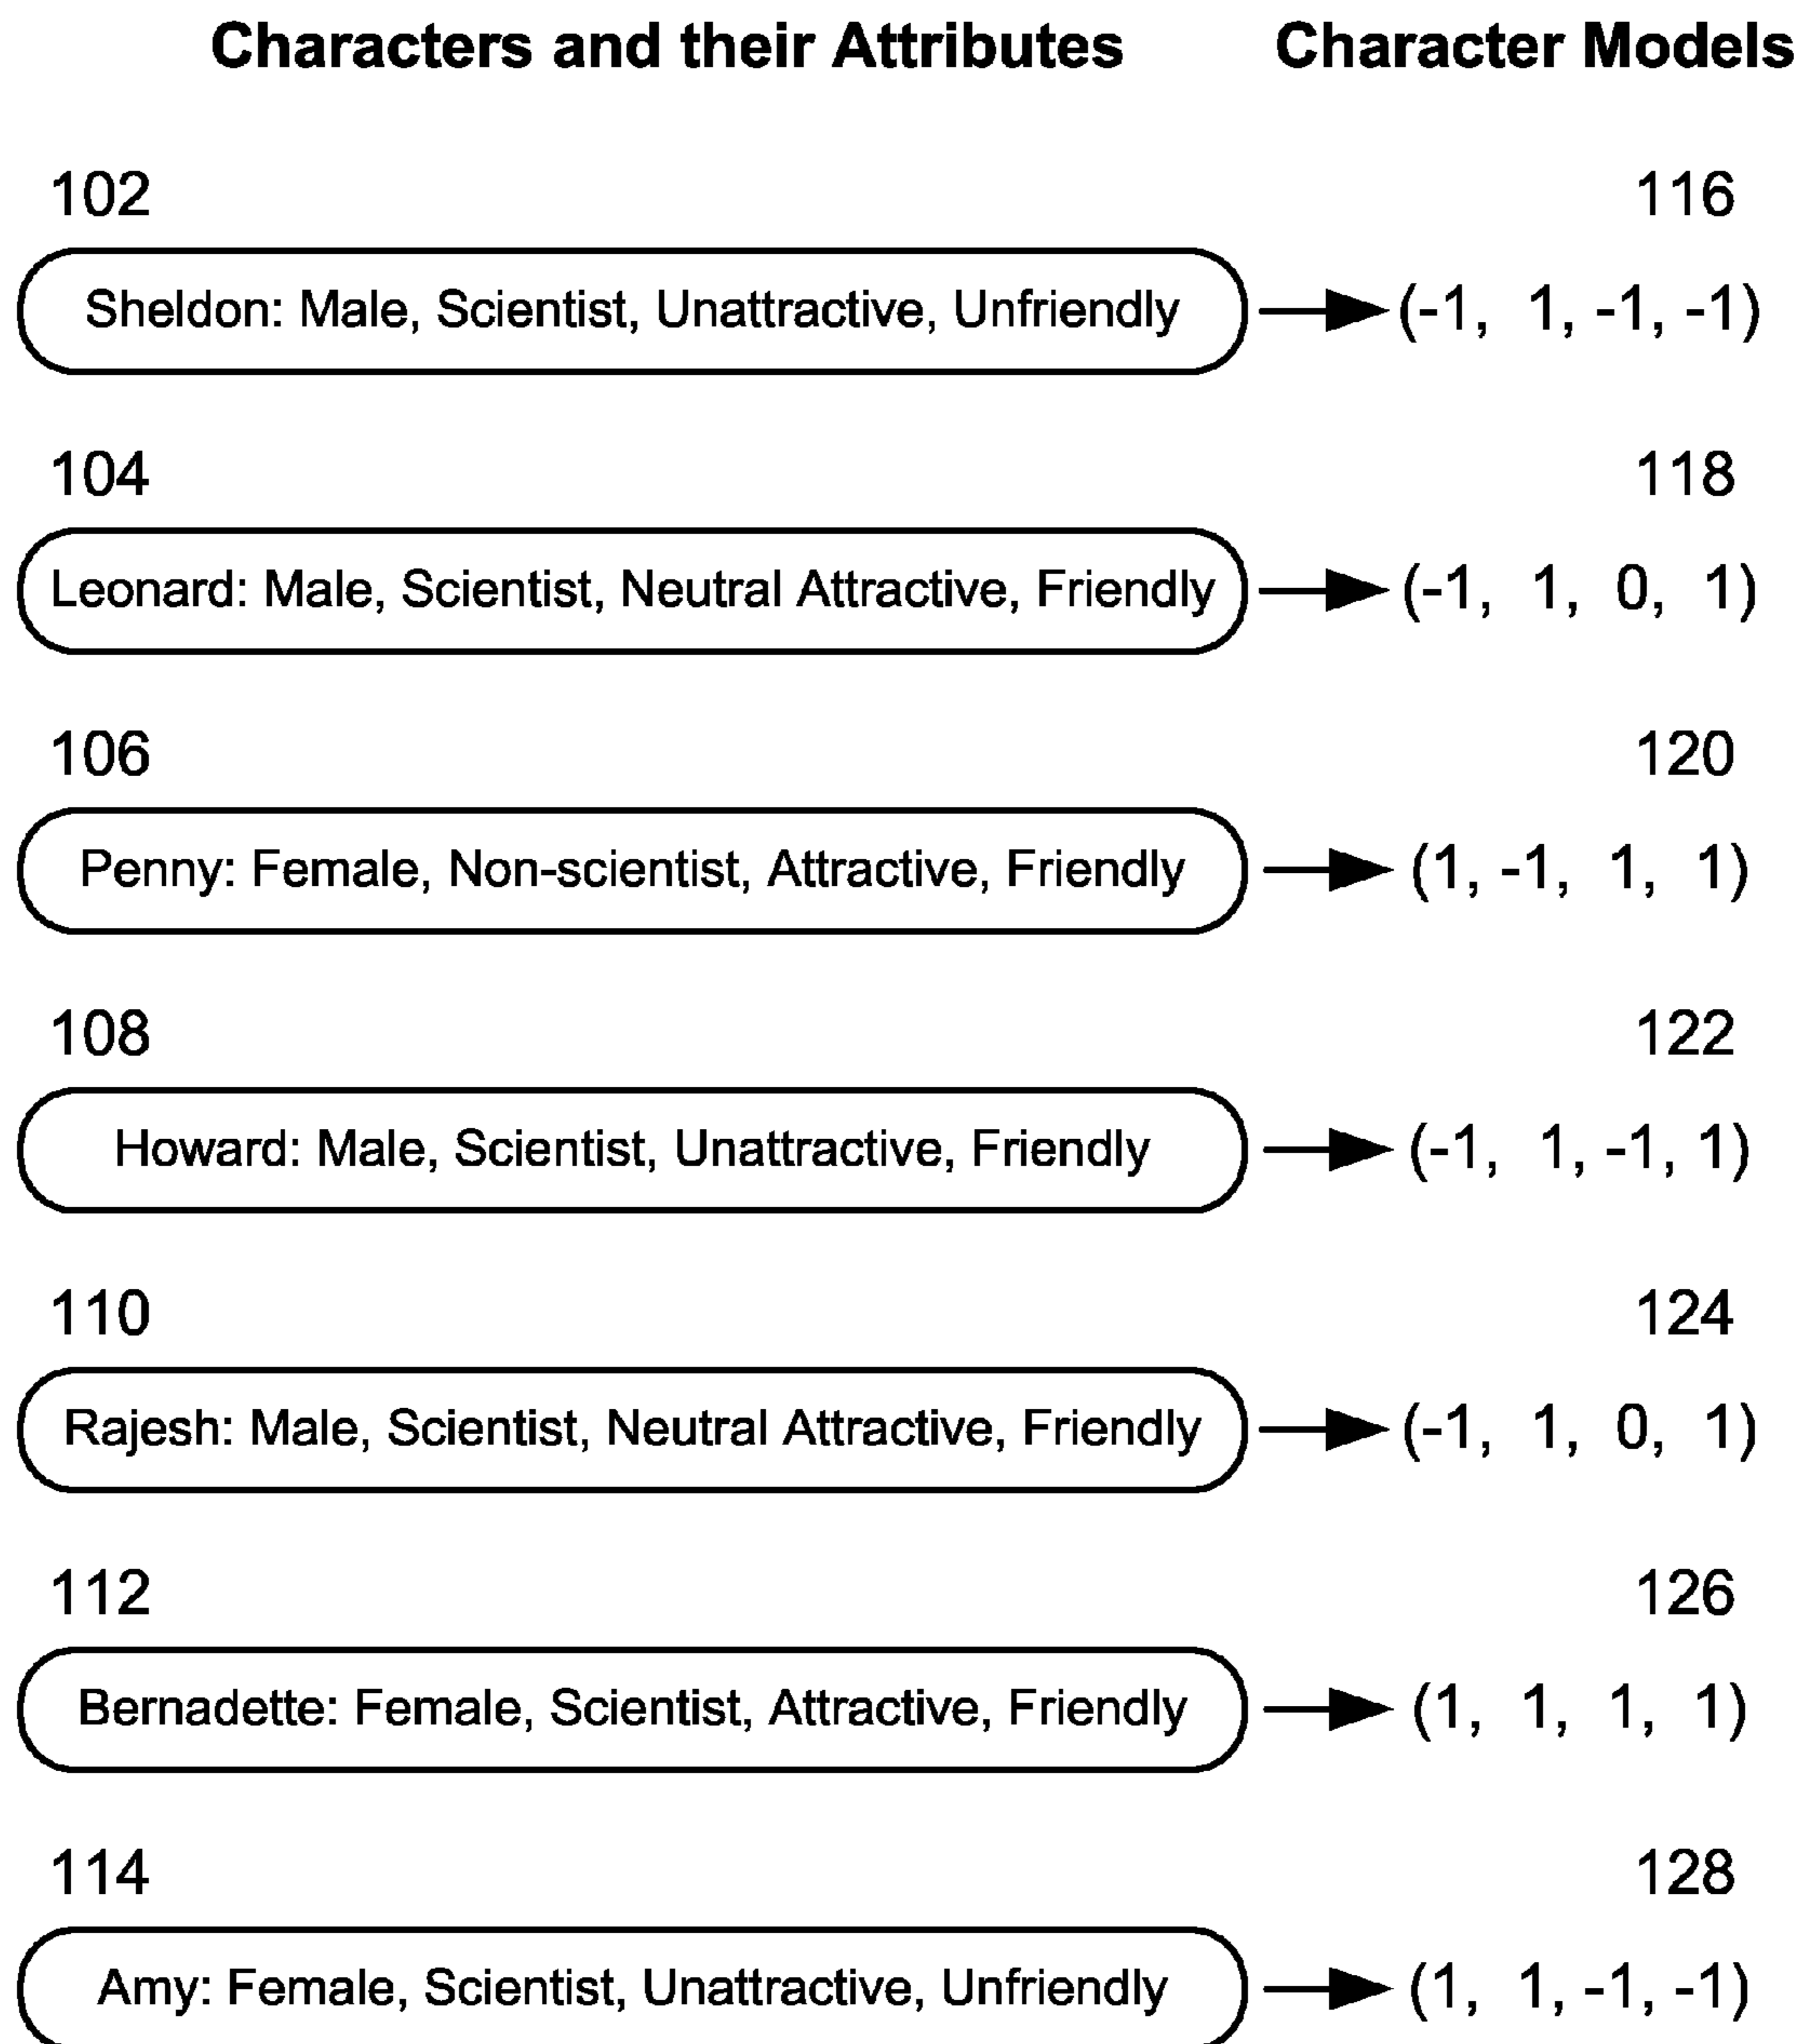 Characters and their Attributes Character Models
102 116
Sheldon: Male, Scientist, Unattractive, Unfriendly (-1, 1, -1, -1)
104 118
Leonard: Male, Scientist, Neutral Attractive, Friendly (-1, 1, 0, 1)
106 120
Penny: Female, Non-scientist, Attractive, Friendly (1, -1, 1, 1)
108 122
Howard: Male, Scientist, Unattractive, Friendly (-1, 1, -1, 1)
110 124
Rajesh: Male, Scientist, Neutral Attractive, Friendly (-1, 1, 0, 1)
112 126
Bernadette: Female, Scientist, Attractive, Friendly (1, 1, 1, 1)
114 128
Amy: Female, Scientist, Unattractive, Unfriendly (1, 1, -1, -1)